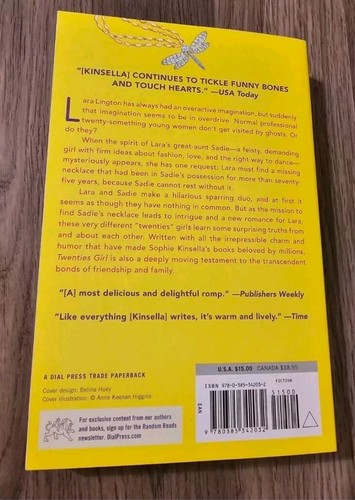 "[KINSELLA] CONTINUES TO TICKLE FUNNY BONES
AND TOUCH HEARTS." —USA Today
Lara Lington has always had an overactive imagination, but suddenly
that imagination seems to be in overdrive. Normal professional
twenty-something young women don't get visited by ghosts. Or
do they?
When the spirit of Lara's great-aunt Sadie—a feisty, demanding
girl with firm ideas about fashion, love, and the right way to dance—
mysteriously appears, she has one request: Lara must find a missing
necklace that had been in Sadie's possession for more than seventy-
five years, because Sadie cannot rest without it.
Lara and Sadie make a hilarious sparring duo, and at first it
seems as though they have nothing in common. But as the mission to
find Sadie's necklace leads to intrigue and a new romance for Lara,
these very different "twenties" girls learn some surprising truths from
and about each other. Written with all the irrepressible charm and
humor that have made Sophie Kinsella's books beloved by millions,
Twenties Girl is also a deeply moving testament to the transcendent
bonds of friendship and family.
"[A] most delicious and delightful romp." —Publishers Weekly
"Like everything [Kinsella] writes, it's warm and lively." —Time
A DIAL PRESS TRADE PAPERBACK
Cover design: Belina Huey
Cover illustration: © Anne Keenan Higgins
For exclusive content from our authors
and books, sign up for the Random Reads
newsletter. DialPress.com
U.S.A. $15.00 CANADA $18.95
ISBN 978-0-385-34203-2
51500
EAN
9 780385 342032